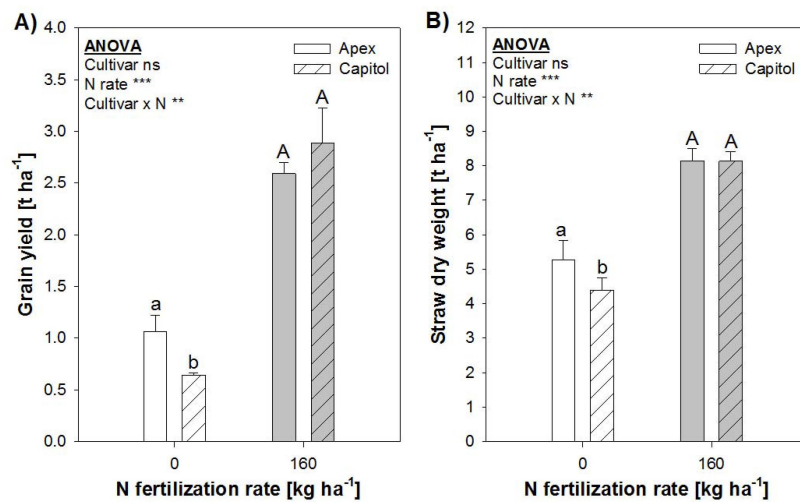 A)
ANOVA
Cultivar ns
N rate ***
Cultivar x N **
Apex
Capitol
Grain yield [t ha⁻¹]
4.0
3.5
3.0
2.5
2.0
1.5
1.0
0.5
0.0
a
b
A
A
0
160
N fertilization rate [kg ha⁻¹]
B)
ANOVA
Cultivar ns
N rate ***
Cultivar x N **
Apex
Capitol
Straw dry weight [t ha⁻¹]
12
11
10
9
8
7
6
5
4
3
2
1
0
a
b
A
A
0
160
N fertilization rate [kg ha⁻¹]